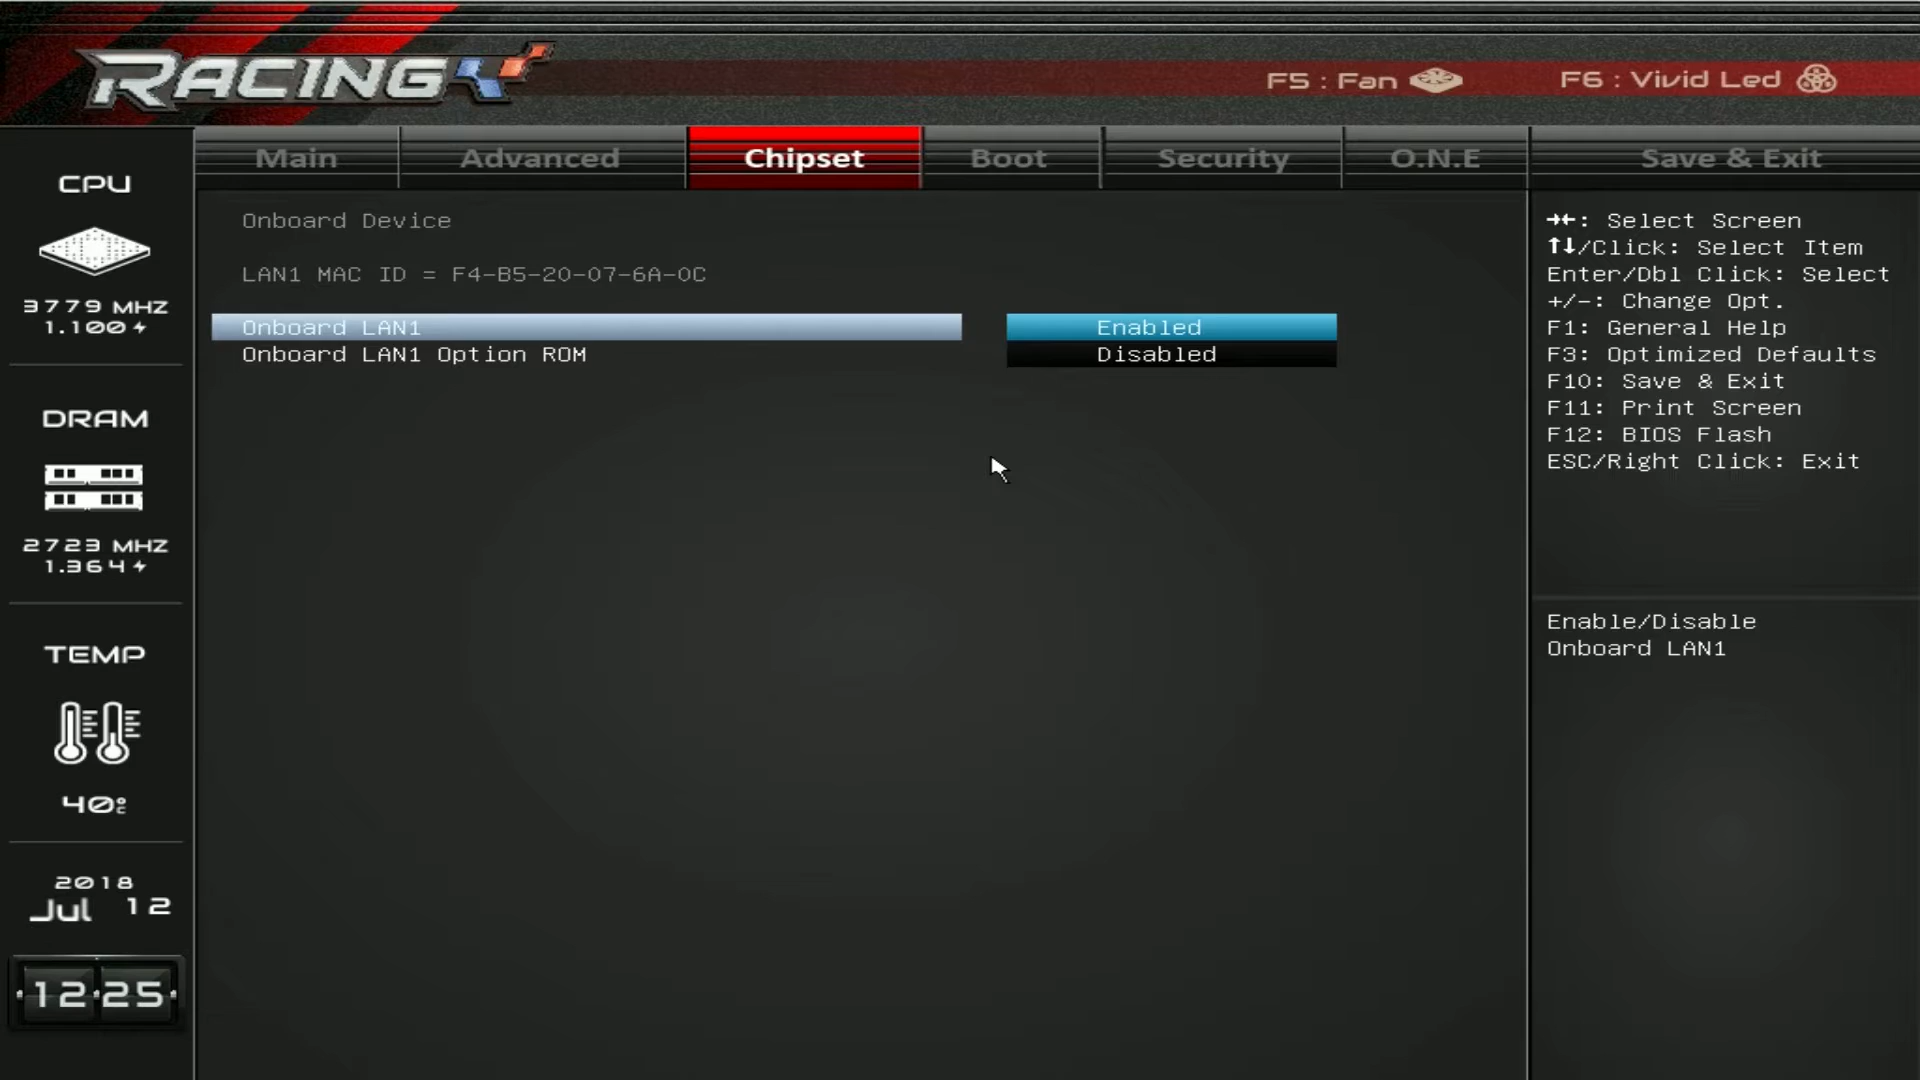 RACING
F5 : Fan
F6 : Vivid Led
Main
Advanced
Chipset
Boot
Security
O.N.E
Save & Exit
CPU
3779 MHZ
1.100
DRAM
2723 MHZ
1.364
TEMP
40°C
2018
Jul 12
12:25
Onboard Device
LAN1 MAC ID = F4-B5-20-07-6A-0C
Onboard LAN1 Enabled
Onboard LAN1 Option ROM Disabled
→←: Select Screen
↑↓/Click: Select Item
Enter/Dbl Click: Select
+/-: Change Opt.
F1: General Help
F3: Optimized Defaults
F10: Save & Exit
F11: Print Screen
F12: BIOS Flash
ESC/Right Click: Exit
Enable/Disable
Onboard LAN1